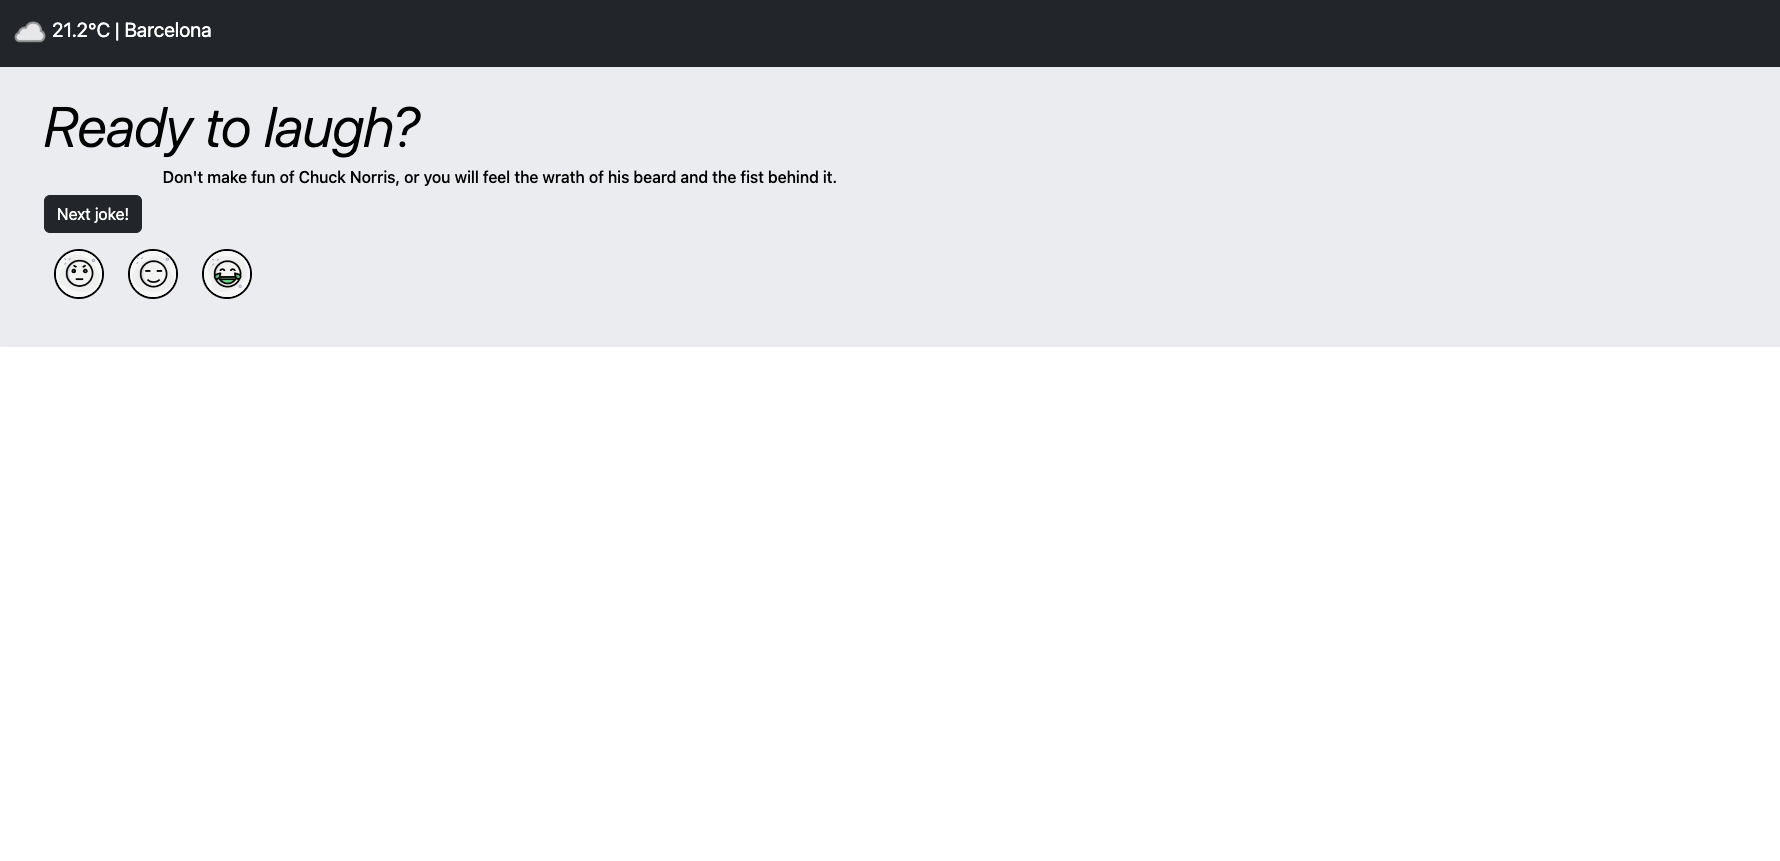 21.2°C | Barcelona
Ready to laugh?
Don't make fun of Chuck Norris, or you will feel the wrath of his beard and the fist behind it.
Next joke!